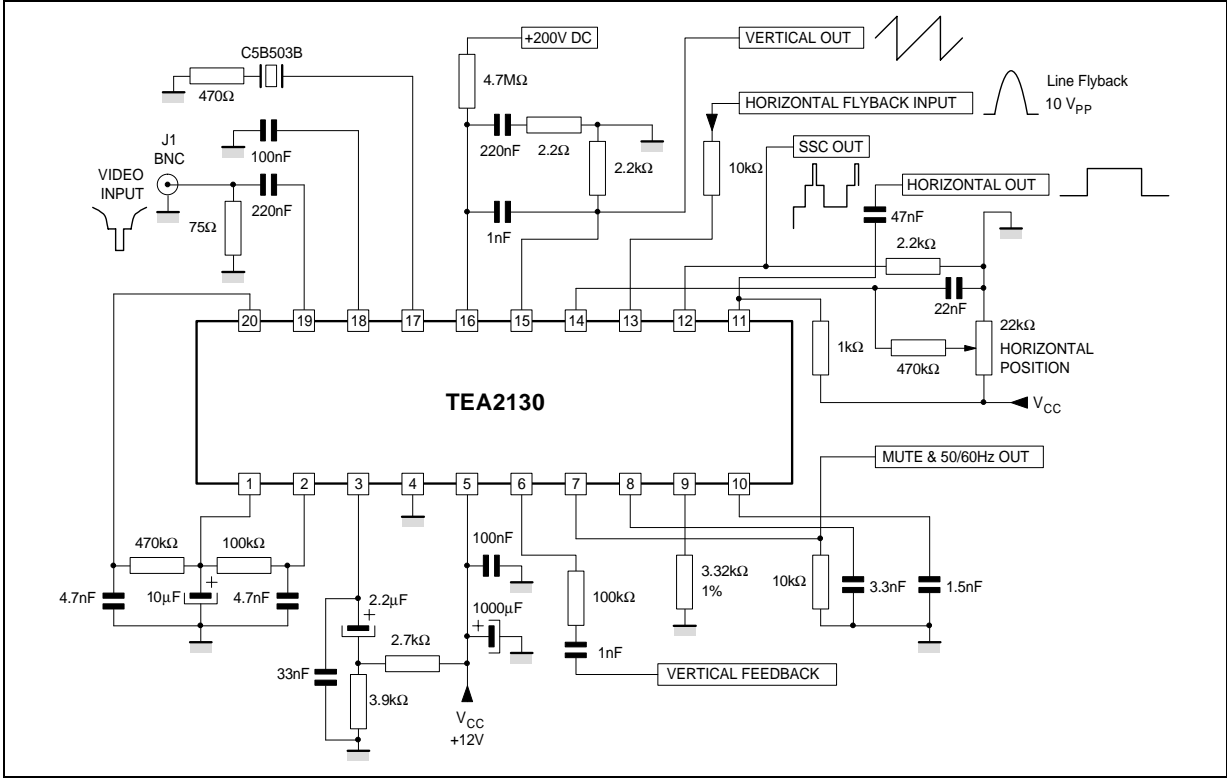 C5B503B
470Ω
J1
BNC
VIDEO
INPUT
100nF
220nF
75Ω
+200V DC
4.7MΩ
220nF
2.2Ω
2.2kΩ
1nF
VERTICAL OUT
HORIZONTAL FLYBACK INPUT
Line Flyback
10 VPP
10kΩ
SSC OUT
HORIZONTAL OUT
47nF
2.2kΩ
22nF
22kΩ
HORIZONTAL
POSITION
470kΩ
1kΩ
VCC
20 19 18 17 16 15 14 13 12 11
TEA2130
1 2 3 4 5 6 7 8 9 10
MUTE & 50/60Hz OUT
470kΩ
100kΩ
4.7nF
10µF
+
4.7nF
2.2µF
+
33nF
2.7kΩ
3.9kΩ
100nF
1000µF
+
VCC
+12V
100kΩ
1nF
VERTICAL FEEDBACK
3.32kΩ
1%
10kΩ
3.3nF
1.5nF